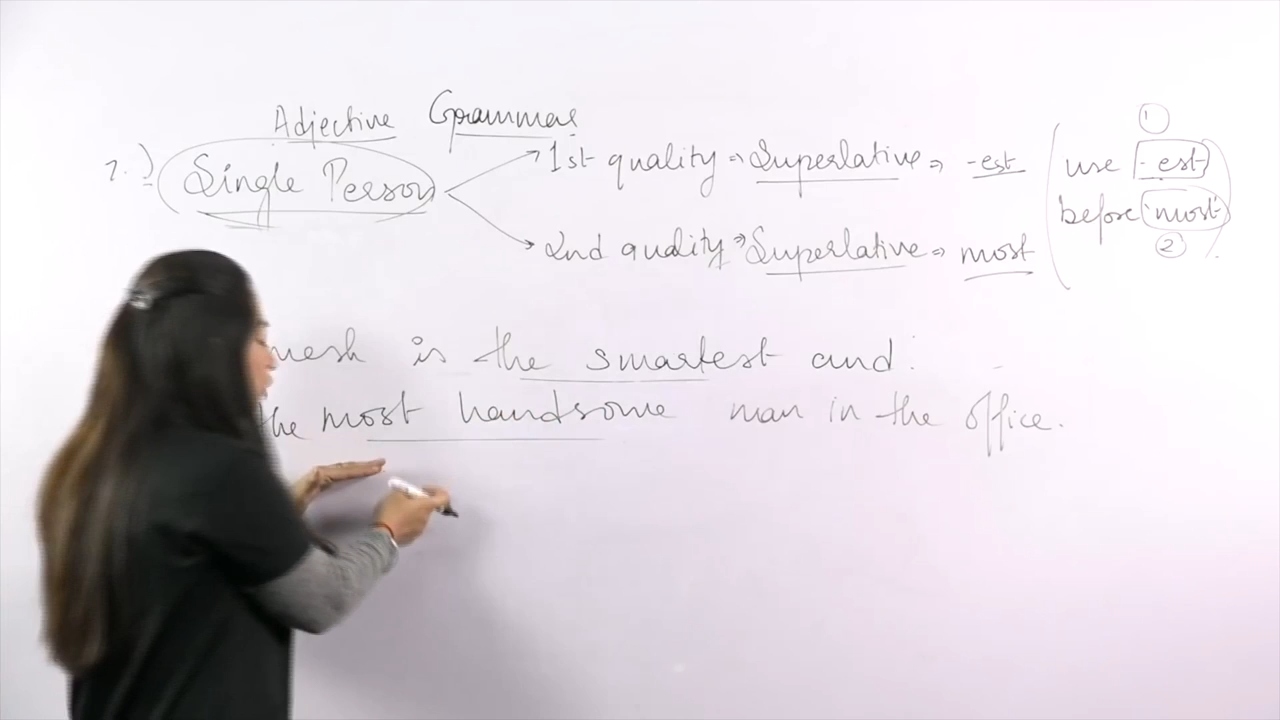 Adjective Grammar
2.) Single Person
1st quality → Superlative → -est
2nd quality → Superlative → most
( use -est ①
before 'most' ② ).
is the smartest and
the most handsome man in the office.